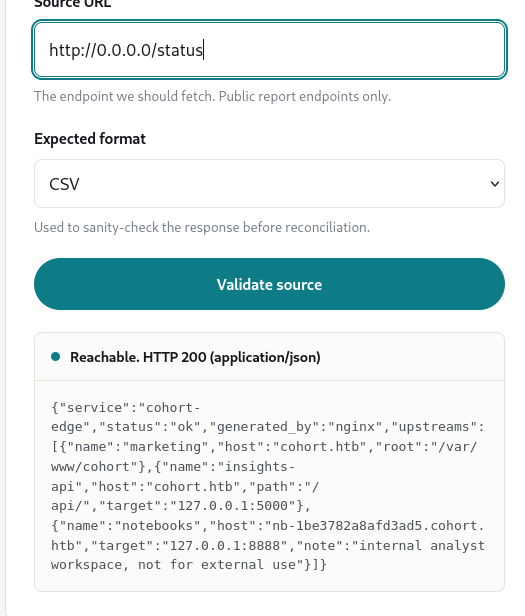 Source URL
http://0.0.0.0/status
The endpoint we should fetch. Public report endpoints only.
Expected format
CSV
Used to sanity-check the response before reconciliation.
Validate source
Reachable. HTTP 200 (application/json)
{"service":"cohort-
edge","status":"ok","generated_by":"nginx","upstreams":
[{"name":"marketing","host":"cohort.htb","root":"/var/
www/cohort"},{"name":"insights-
api","host":"cohort.htb","path":"/
api/","target":"127.0.0.1:5000"},
{"name":"notebooks","host":"nb-1be3782a8afd3ad5.cohort.
htb","target":"127.0.0.1:8888","note":"internal analyst
workspace, not for external use"}]}